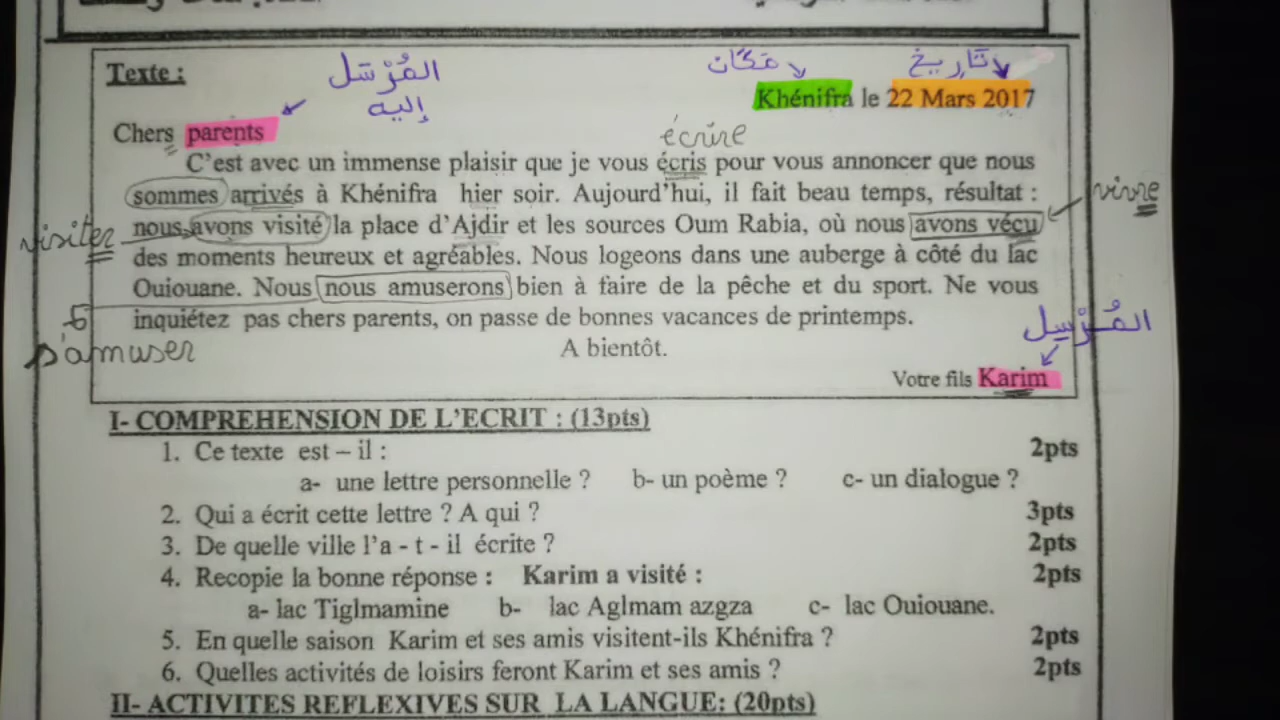 Texte :
المُرْسَل
إليه
مَكَان
تَارِيخ
Khénifra le 22 Mars 2017
Chers parents
écrire
C'est avec un immense plaisir que je vous écris pour vous annoncer que nous
sommes arrivés à Khénifra hier soir. Aujourd'hui, il fait beau temps, résultat :
vivre
visiter
nous avons visité la place d'Ajdir et les sources Oum Rabia, où nous avons vécu
des moments heureux et agréables. Nous logeons dans une auberge à côté du lac
Ouiouane. Nous nous amuserons bien à faire de la pêche et du sport. Ne vous
inquiétez pas chers parents, on passe de bonnes vacances de printemps.
s'amuser
المُرْسِل
A bientôt.
Votre fils Karim
I- COMPREHENSION DE L'ECRIT : (13pts)
1. Ce texte est – il : 2pts
a- une lettre personnelle ? b- un poème ? c- un dialogue ?
2. Qui a écrit cette lettre ? A qui ? 3pts
3. De quelle ville l'a - t - il écrite ? 2pts
4. Recopie la bonne réponse : Karim a visité : 2pts
a- lac Tiglmamine b- lac Aglmam azgza c- lac Ouiouane.
5. En quelle saison Karim et ses amis visitent-ils Khénifra ? 2pts
6. Quelles activités de loisirs feront Karim et ses amis ? 2pts
II- ACTIVITES REFLEXIVES SUR LA LANGUE: (20pts)